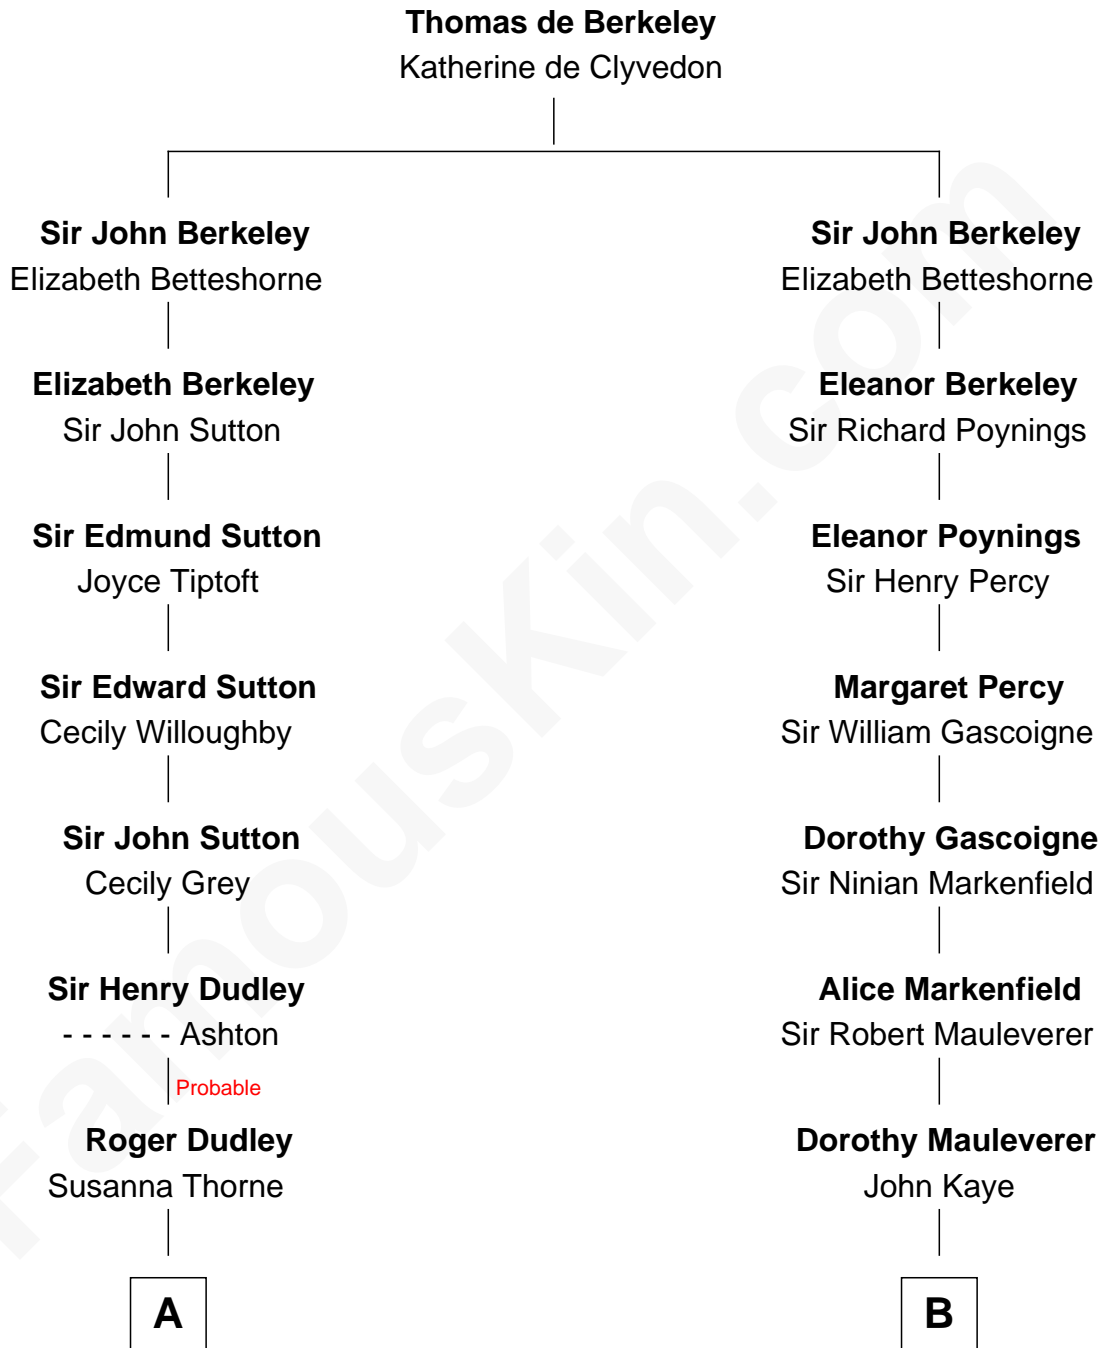 Thomas de Berkeley
Katherine de Clyvedon
Sir John Berkeley
Elizabeth Betteshorne
Elizabeth Berkeley
Sir John Sutton
Sir Edmund Sutton
Joyce Tiptoft
Sir Edward Sutton
Cecily Willoughby
Sir John Sutton
Cecily Grey
Sir Henry Dudley
- - - - - - Ashton
Probable
Roger Dudley
Susanna Thorne
A
Sir John Berkeley
Elizabeth Betteshorne
Eleanor Berkeley
Sir Richard Poynings
Eleanor Poynings
Sir Henry Percy
Margaret Percy
Sir William Gascoigne
Dorothy Gascoigne
Sir Ninian Markenfield
Alice Markenfield
Sir Robert Mauleverer
Dorothy Mauleverer
John Kaye
B
FamousKin.com